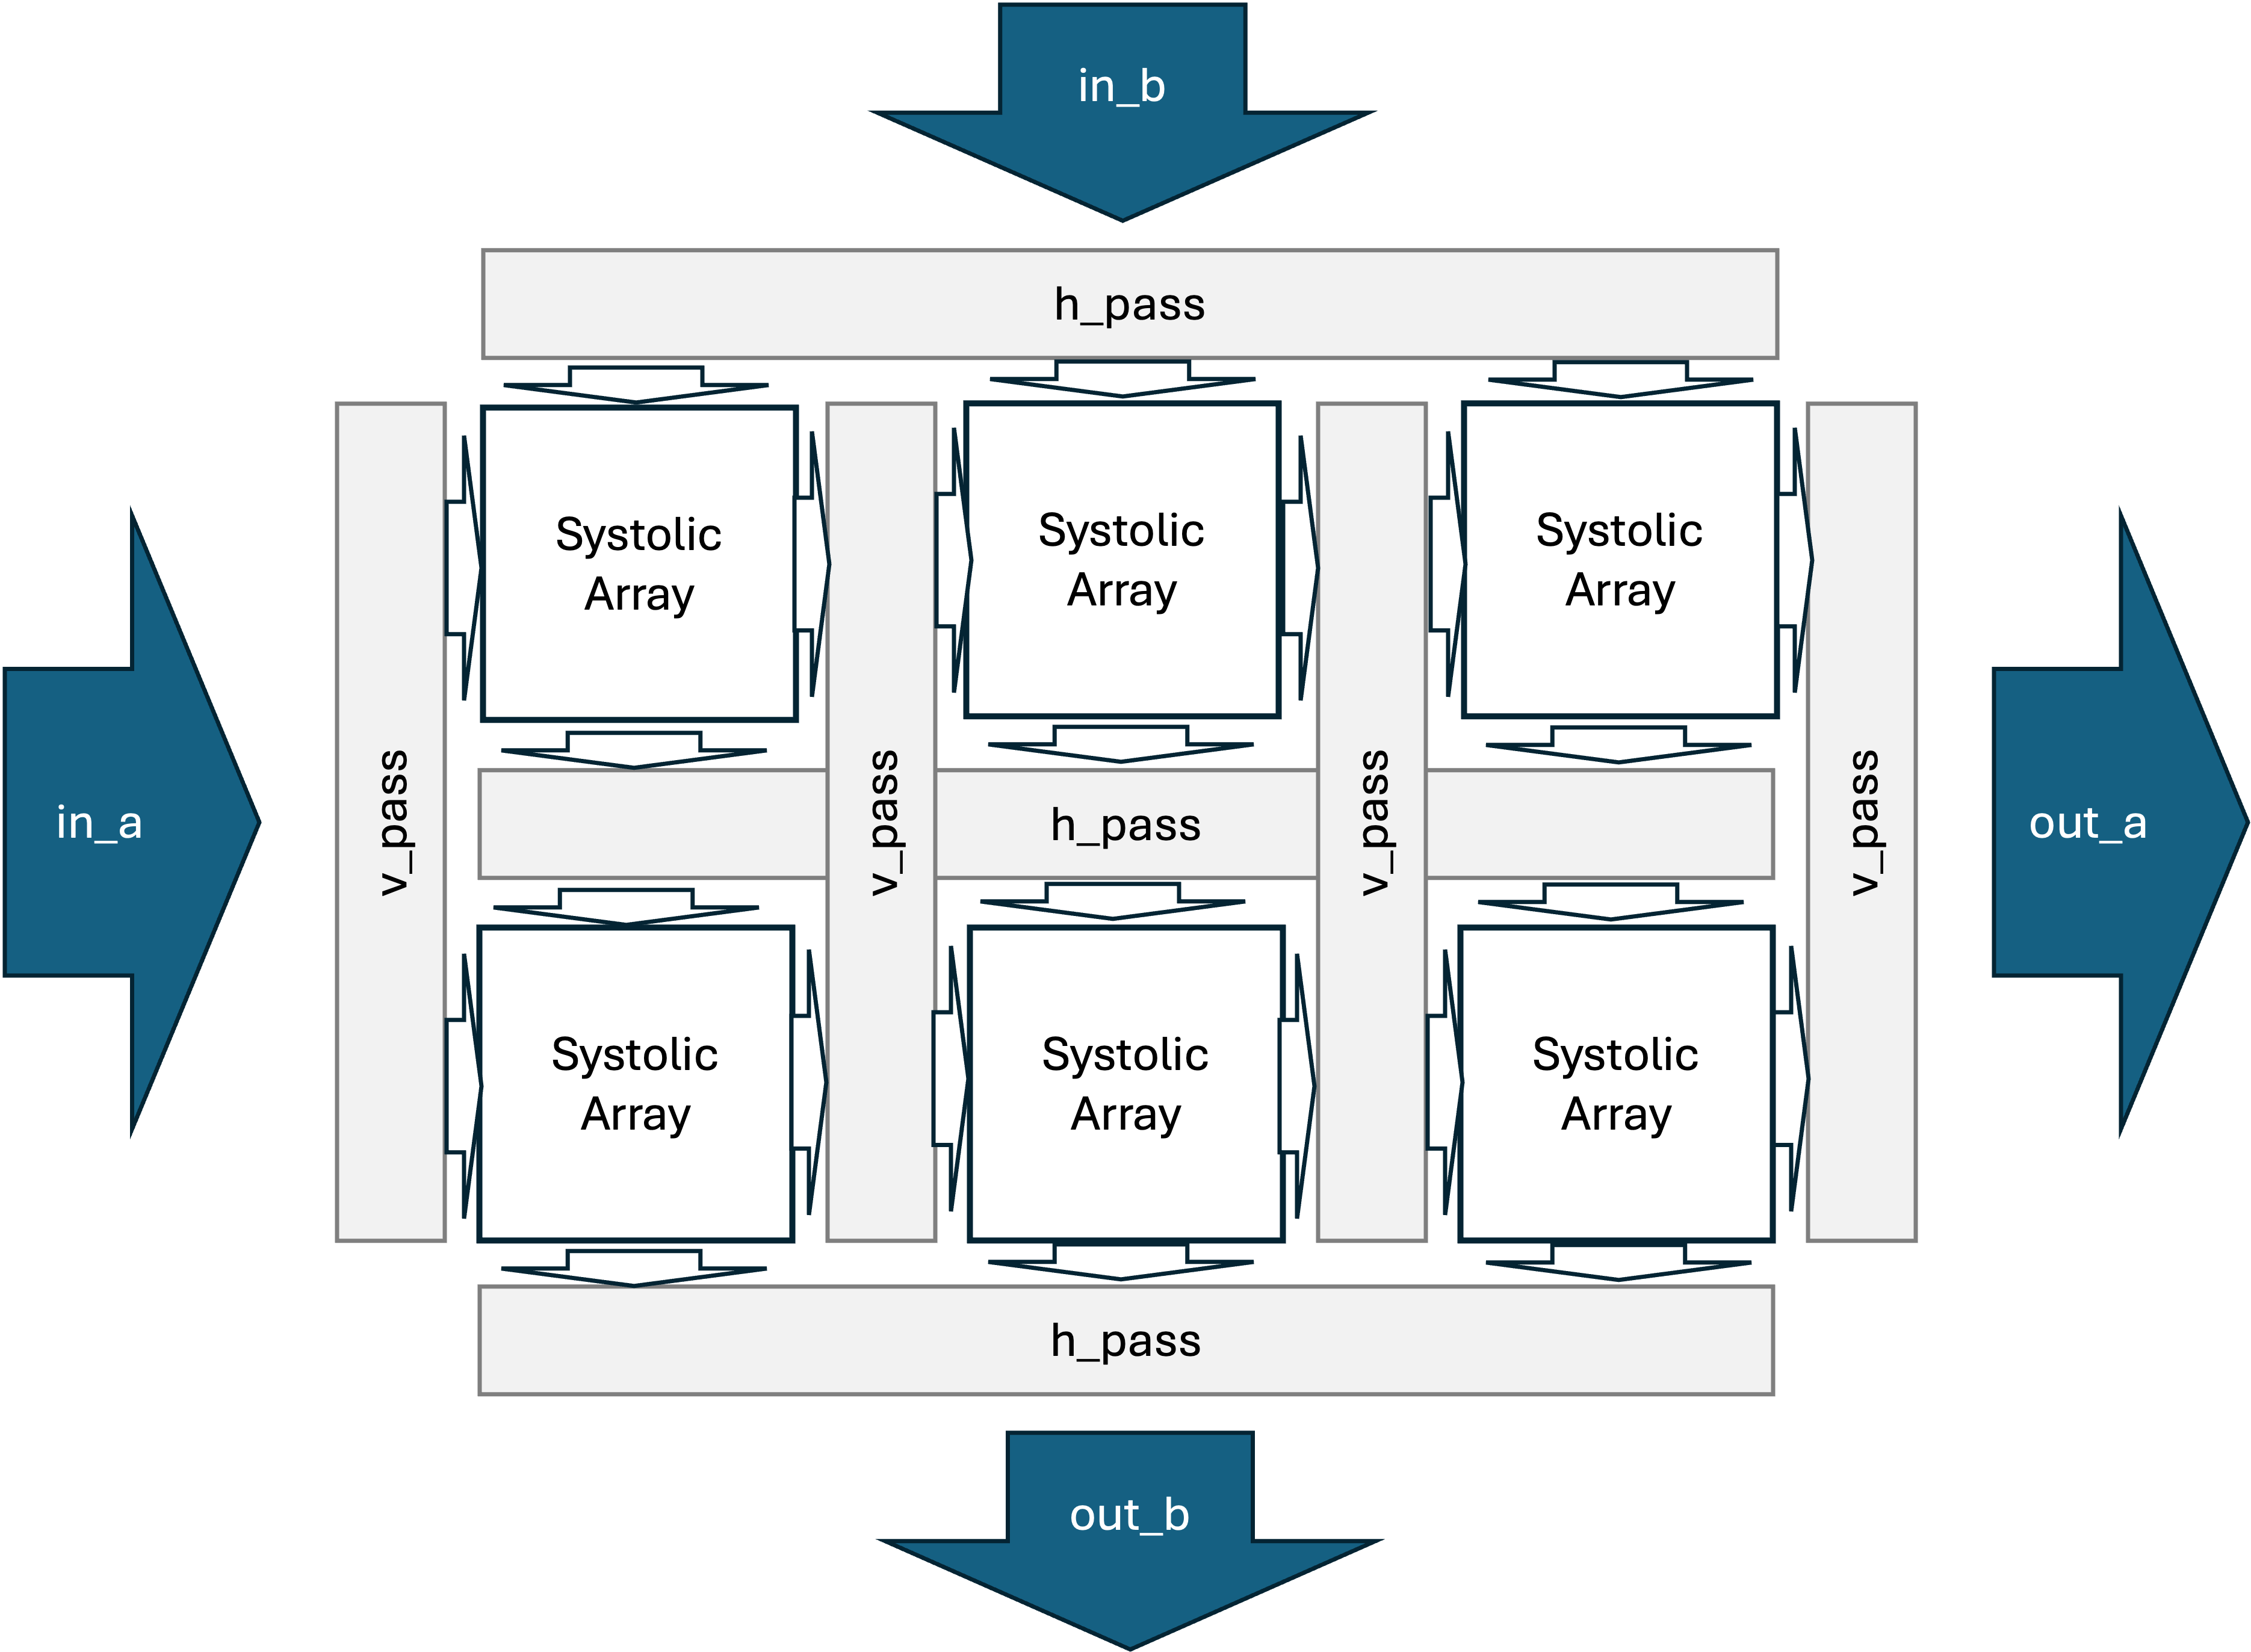 in_b
h_pass
Systolic
Array
Systolic
Array
Systolic
Array
in_a
v_pass
v_pass
h_pass
v_pass
v_pass
out_a
Systolic
Array
Systolic
Array
Systolic
Array
h_pass
out_b